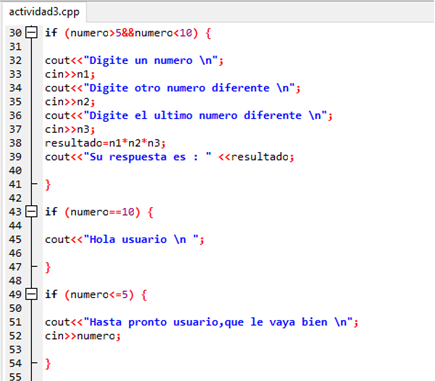 actividad3.cpp
30 if (numero>5&&numero<10) {
31
32 cout<<"Digite un numero \n";
33 cin>>n1;
34 cout<<"Digite otro numero diferente \n";
35 cin>>n2;
36 cout<<"Digite el ultimo numero diferente \n";
37 cin>>n3;
38 resultado=n1*n2*n3;
39 cout<<"Su respuesta es : " <<resultado;
40
41 }
42
43 if (numero==10) {
44
45 cout<<"Hola usuario \n ";
46
47 }
48
49 if (numero<=5) {
50
51 cout<<"Hasta pronto usuario,que le vaya bien \n";
52 cin>>numero;
53
54 }
55